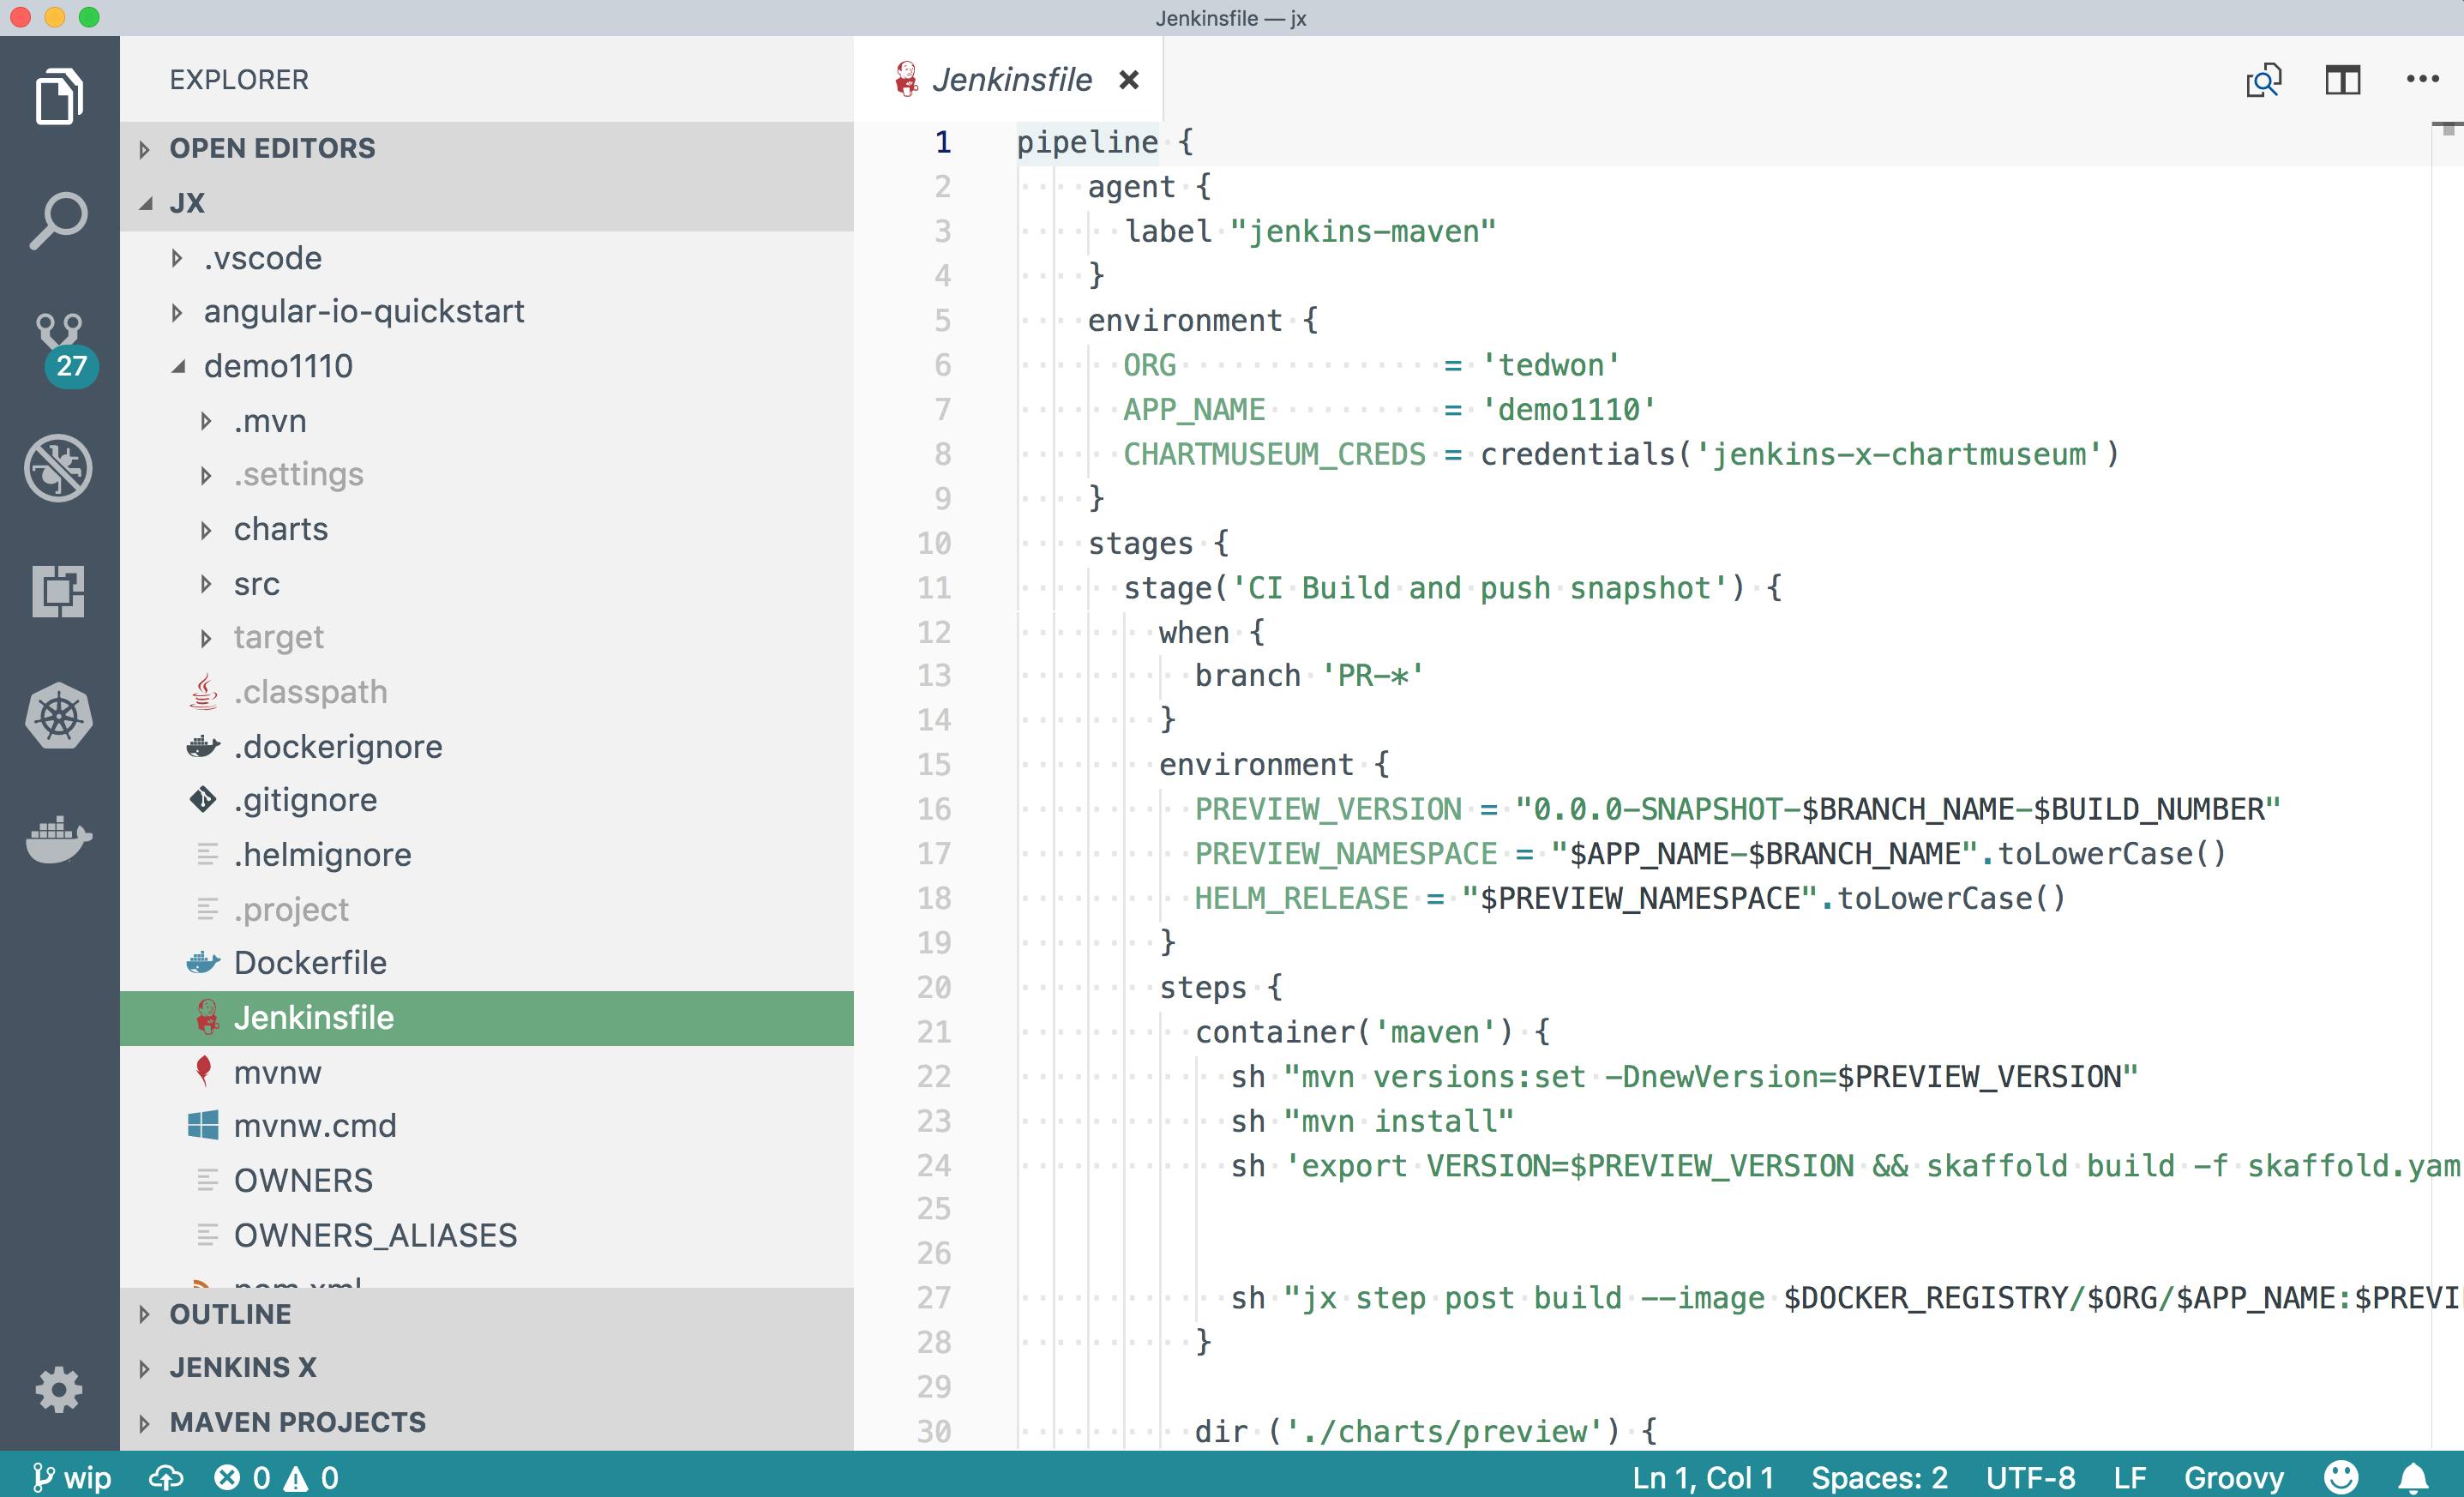 Jenkinsfile — jx
EXPLORER
OPEN EDITORS
JX
.vscode
angular-io-quickstart
demo1110
.mvn
.settings
charts
src
target
.classpath
.dockerignore
.gitignore
.helmignore
.project
Dockerfile
Jenkinsfile
mvnw
mvnw.cmd
OWNERS
OWNERS_ALIASES
pom.xml
OUTLINE
JENKINS X
MAVEN PROJECTS
27
Jenkinsfile
1 pipeline {
2 agent {
3 label "jenkins-maven"
4 }
5 environment {
6 ORG = 'tedwon'
7 APP_NAME = 'demo1110'
8 CHARTMUSEUM_CREDS = credentials('jenkins-x-chartmuseum')
9 }
10 stages {
11 stage('CI Build and push snapshot') {
12 when {
13 branch 'PR-*'
14 }
15 environment {
16 PREVIEW_VERSION = "0.0.0-SNAPSHOT-$BRANCH_NAME-$BUILD_NUMBER"
17 PREVIEW_NAMESPACE = "$APP_NAME-$BRANCH_NAME".toLowerCase()
18 HELM_RELEASE = "$PREVIEW_NAMESPACE".toLowerCase()
19 }
20 steps {
21 container('maven') {
22 sh "mvn versions:set -DnewVersion=$PREVIEW_VERSION"
23 sh "mvn install"
24 sh 'export VERSION=$PREVIEW_VERSION && skaffold build -f skaffold.yam
25
26
27 sh "jx step post build --image $DOCKER_REGISTRY/$ORG/$APP_NAME:$PREVI
28 }
29
30 dir ('./charts/preview') {
wip 0 0 Ln 1, Col 1 Spaces: 2 UTF-8 LF Groovy